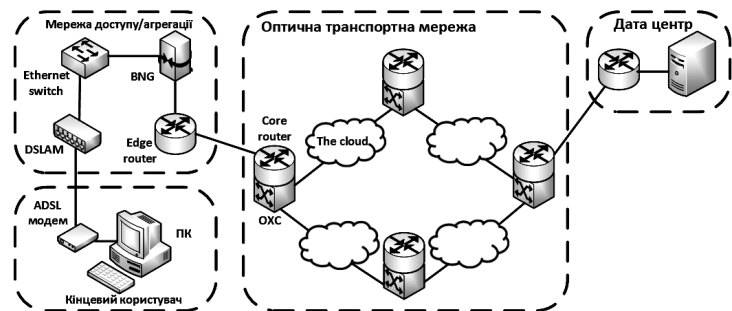 Мережа доступу/агрегації
Ethernet
switch
BNG
DSLAM
Edge
router
ADSL
модем
ПК
Кінцевий користувач
Оптична транспортна мережа
Core
router
The cloud
OXC
Дата центр